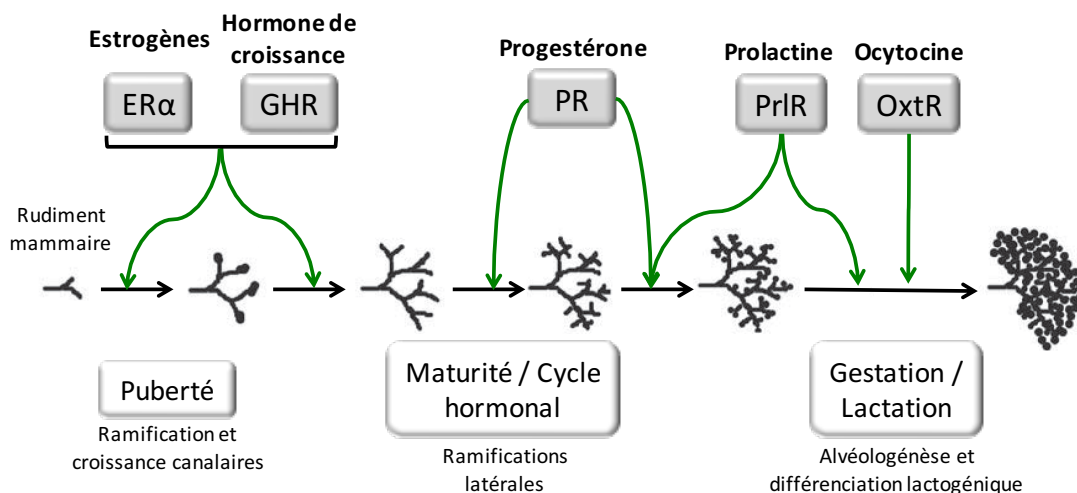 Estrogènes
Hormone de
croissance
Progestérone
Prolactine
Ocytocine
ERα
GHR
PR
PrlR
OxtR
Rudiment
mammaire
Puberté
Ramification et
croissance canalaires
Maturité / Cycle
hormonal
Ramifications
latérales
Gestation /
Lactation
Alvéologénèse et
différenciation lactogénique